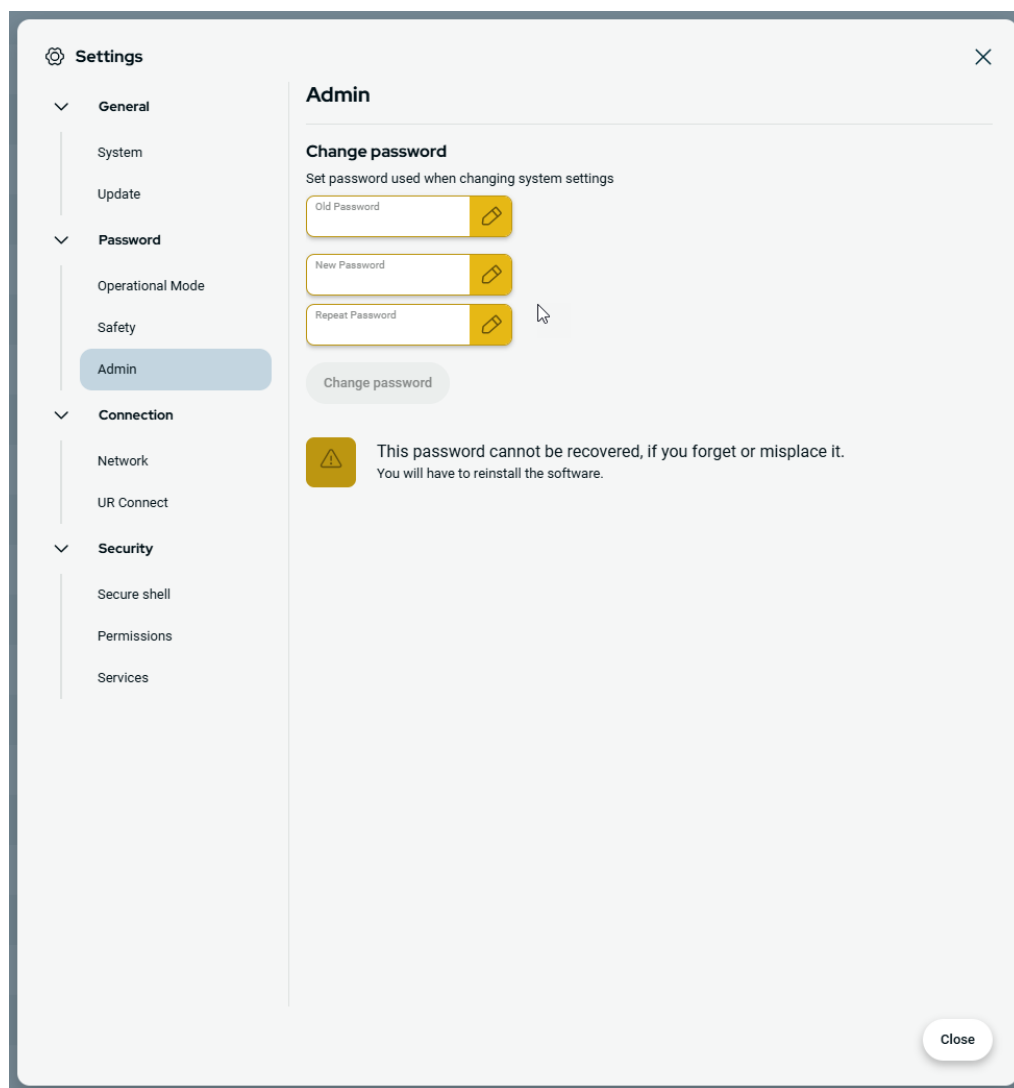 Settings
General
System
Update
Password
Operational Mode
Safety
Admin
Connection
Network
UR Connect
Security
Secure shell
Permissions
Services
Admin
Change password
Set password used when changing system settings
Old Password
New Password
Repeat Password
Change password
This password cannot be recovered, if you forget or misplace it.
You will have to reinstall the software.
Close